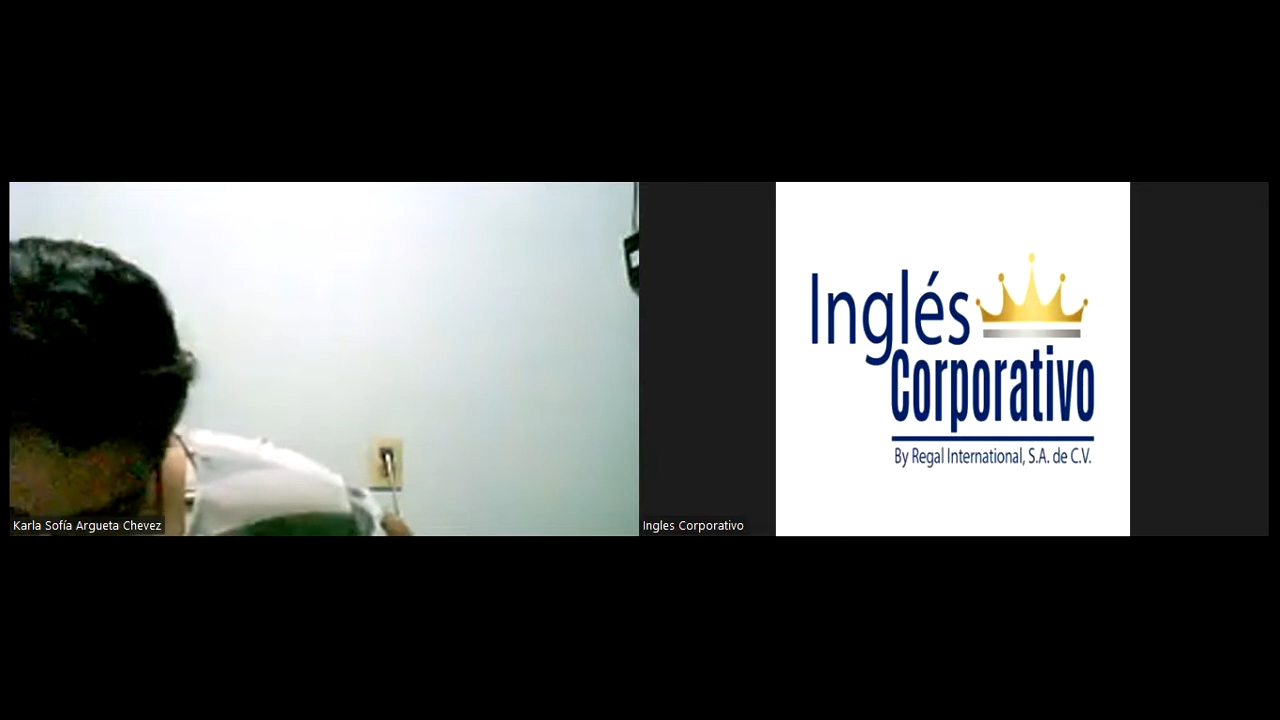 Inglés
Corporativo
By Regal International, S.A. de C.V.
Karla Sofía Argueta Chevez
Ingles Corporativo